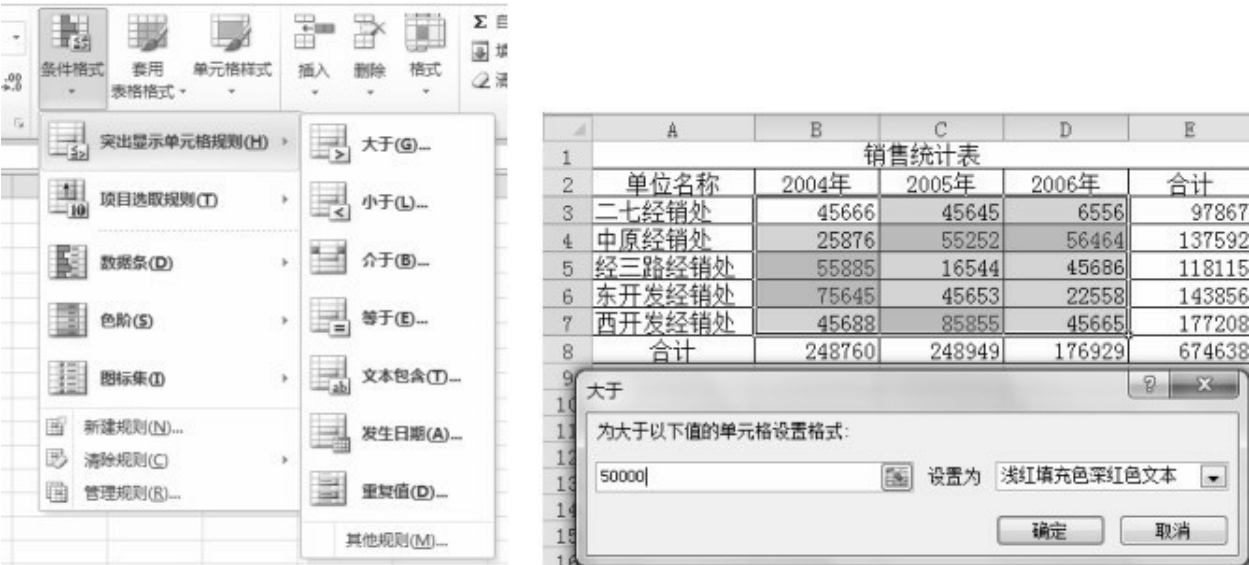 Σ 自
条件格式 套用 单元格样式 插入 删除 格式
表格格式
.00
突出显示单元格规则(H)
项目选取规则(T)
数据条(D)
色阶(S)
图标集(I)
新建规则(N)...
清除规则(C)
管理规则(R)...
大于(G)...
小于(L)...
介于(B)...
等于(E)...
文本包含(T)...
发生日期(A)...
重复值(D)...
其他规则(M)...
A B C D E
1 销售统计表
2 单位名称 2004年 2005年 2006年 合计
3 二七经销处 45666 45645 6556 97867
4 中原经销处 25876 55252 56464 137592
5 经三路经销处 55885 16544 45686 118115
6 东开发经销处 75645 45653 22558 143856
7 西开发经销处 45688 85855 45665 177208
8 合计 248760 248949 176929 674638
9
大于
为大于以下值的单元格设置格式:
50000 设置为 浅红填充色深红色文本
确定 取消